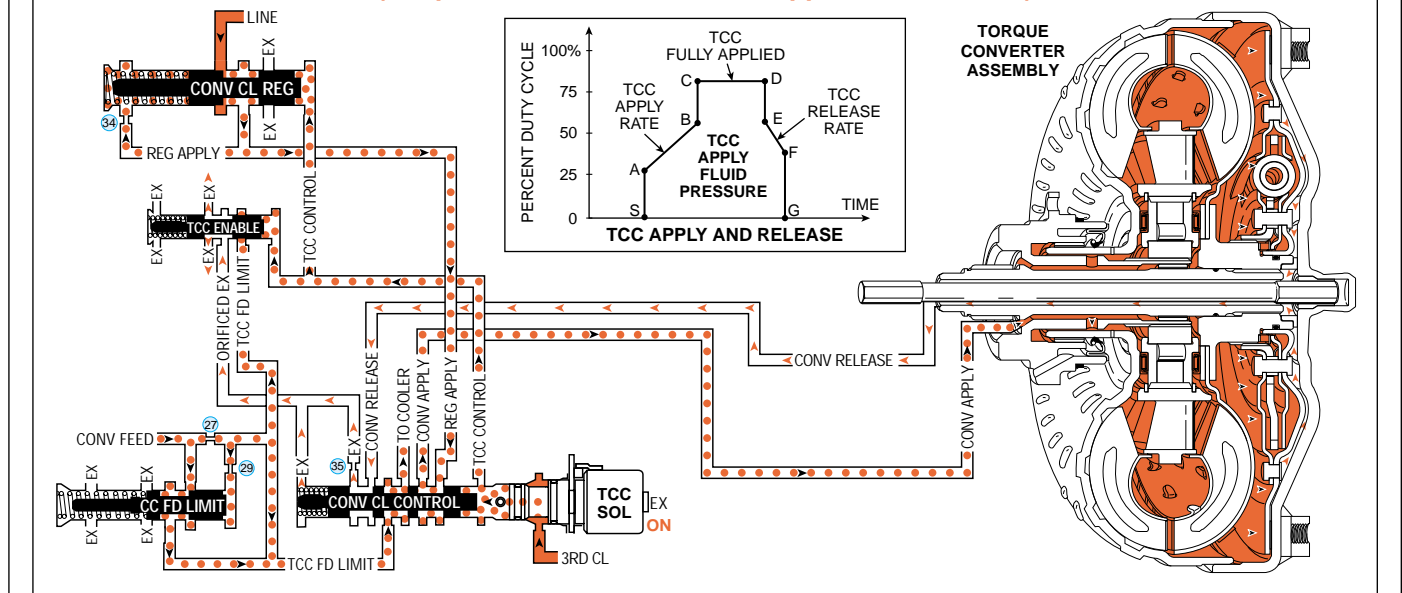 LINE
EX
CONV CL REG
EX
34
REG APPLY
TCC CONTROL
EX
EX
TCC ENABLE
EX
EX
ORIFICED EX
TCC FD LIMIT
CONV FEED
27
29
EX
EX
CC FD LIMIT
EX
EX
TCC FD LIMIT
EX
35
EX
CONV RELEASE
TO COOLER
CONV APPLY
REG APPLY
TCC CONTROL
CONV CL CONTROL
TCC
SOL
EX
ON
3RD CL
CONV RELEASE
CONV APPLY
PERCENT DUTY CYCLE
100%
75
50
25
0
TCC
FULLY APPLIED
C
D
TCC
APPLY
RATE
B
E
TCC
RELEASE
RATE
A
F
TCC
APPLY
FLUID
PRESSURE
S
G
TIME
TCC APPLY AND RELEASE
TORQUE
CONVERTER
ASSEMBLY